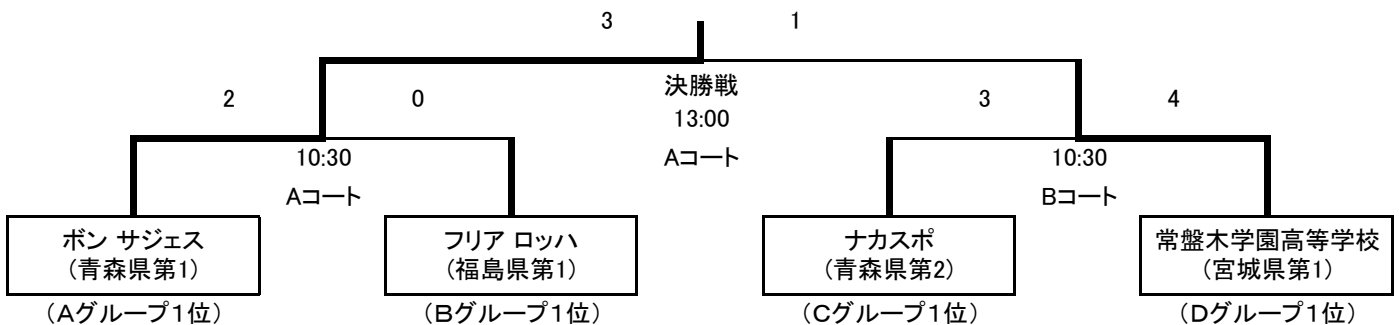 3 1
2 0 決勝戦 3 4
13:00
10:30 Aコート 10:30
Aコート Bコート
ボン サジェス フリア ロッハ ナカスポ 常盤木学園高等学校
（青森県第1） （福島県第1） （青森県第2） （宮城県第1）
（Aグループ１位） （Bグループ１位） （Cグループ１位） （Dグループ１位）